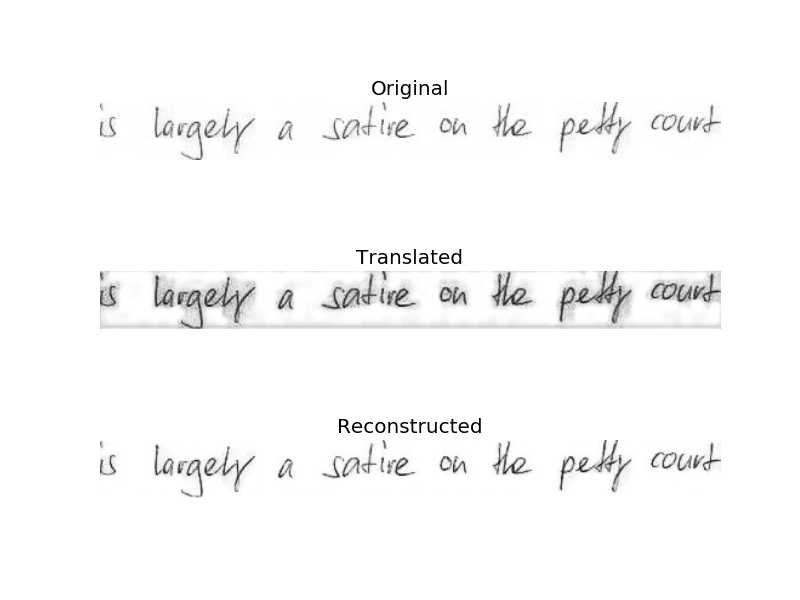 Original
is largely a satire on the petty court
Translated
is largely a satire on the petty court
Reconstructed
is largely a satire on the petty court